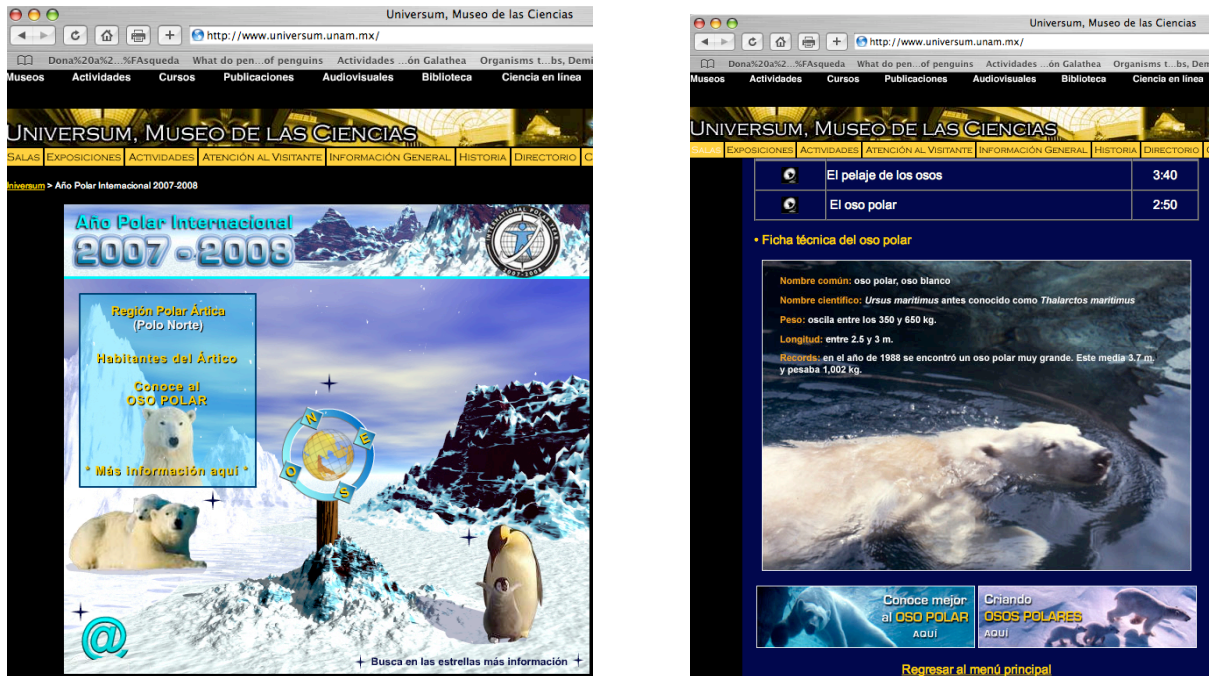 Universum, Museo de las Ciencias
http://www.universum.unam.mx/
Dona%20a%2...%FAsqueda What do pen...of penguins Actividades ...ón Galathea Organisms t...bs, Demi
Museos Actividades Cursos Publicaciones Audiovisuales Biblioteca Ciencia en línea
UNIVERSUM, MUSEO DE LAS CIENCIAS
SALAS EXPOSICIONES ACTIVIDADES ATENCIÓN AL VISITANTE INFORMACIÓN GENERAL HISTORIA DIRECTORIO C
Universum > Año Polar Internacional 2007-2008
Año Polar Internacional
2007 - 2008
INTERNATIONAL POLAR YEAR
2007-2008
Región Polar Ártica
(Polo Norte)
Habitantes del Ártico
Conoce al
OSO POLAR
* Más información aquí *
N
E
O
S
@
Busca en las estrellas más información
Universum, Museo de las Ciencias
http://www.universum.unam.mx/
Dona%20a%2...%FAsqueda What do pen...of penguins Actividades ...ón Galathea Organisms t...bs, Dem
Museos Actividades Cursos Publicaciones Audiovisuales Biblioteca Ciencia en línea
UNIVERSUM, MUSEO DE LAS CIENCIAS
SALAS EXPOSICIONES ACTIVIDADES ATENCIÓN AL VISITANTE INFORMACIÓN GENERAL HISTORIA DIRECTORIO
El pelaje de los osos 3:40
El oso polar 2:50
• Ficha técnica del oso polar
Nombre común: oso polar, oso blanco
Nombre científico: Ursus maritimus antes conocido como Thalarctos maritimus
Peso: oscila entre los 350 y 650 kg.
Longitud: entre 2.5 y 3 m.
Records: en el año de 1988 se encontró un oso polar muy grande. Este media 3.7 m.
y pesaba 1,002 kg.
Conoce mejor
al OSO POLAR
AQUÍ
Criando
OSOS POLARES
AQUÍ
Regresar al menú principal